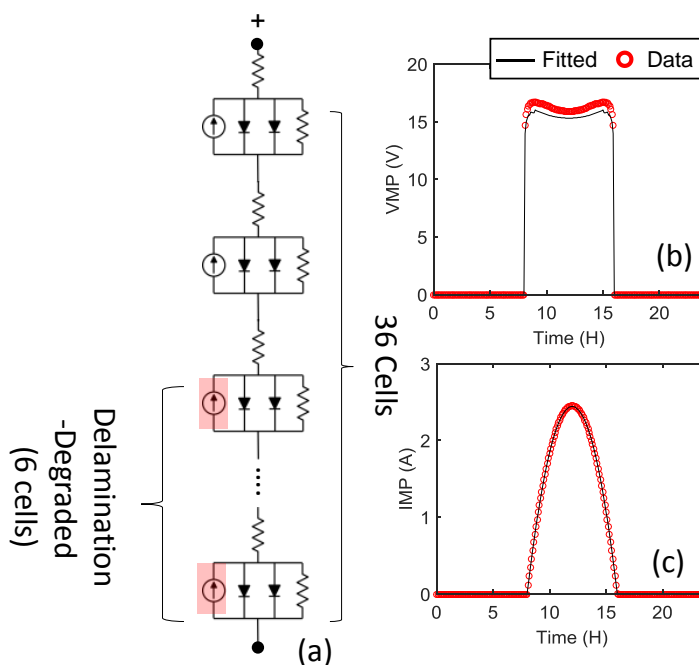 +
36 Cells
Delamination
-Degraded
(6 cells)
(a)
Fitted Data
20
15
10
5
0
VMP (V)
0 5 10 15 20
Time (H)
(b)
3
2
1
0
IMP (A)
0 5 10 15 20
Time (H)
(c)